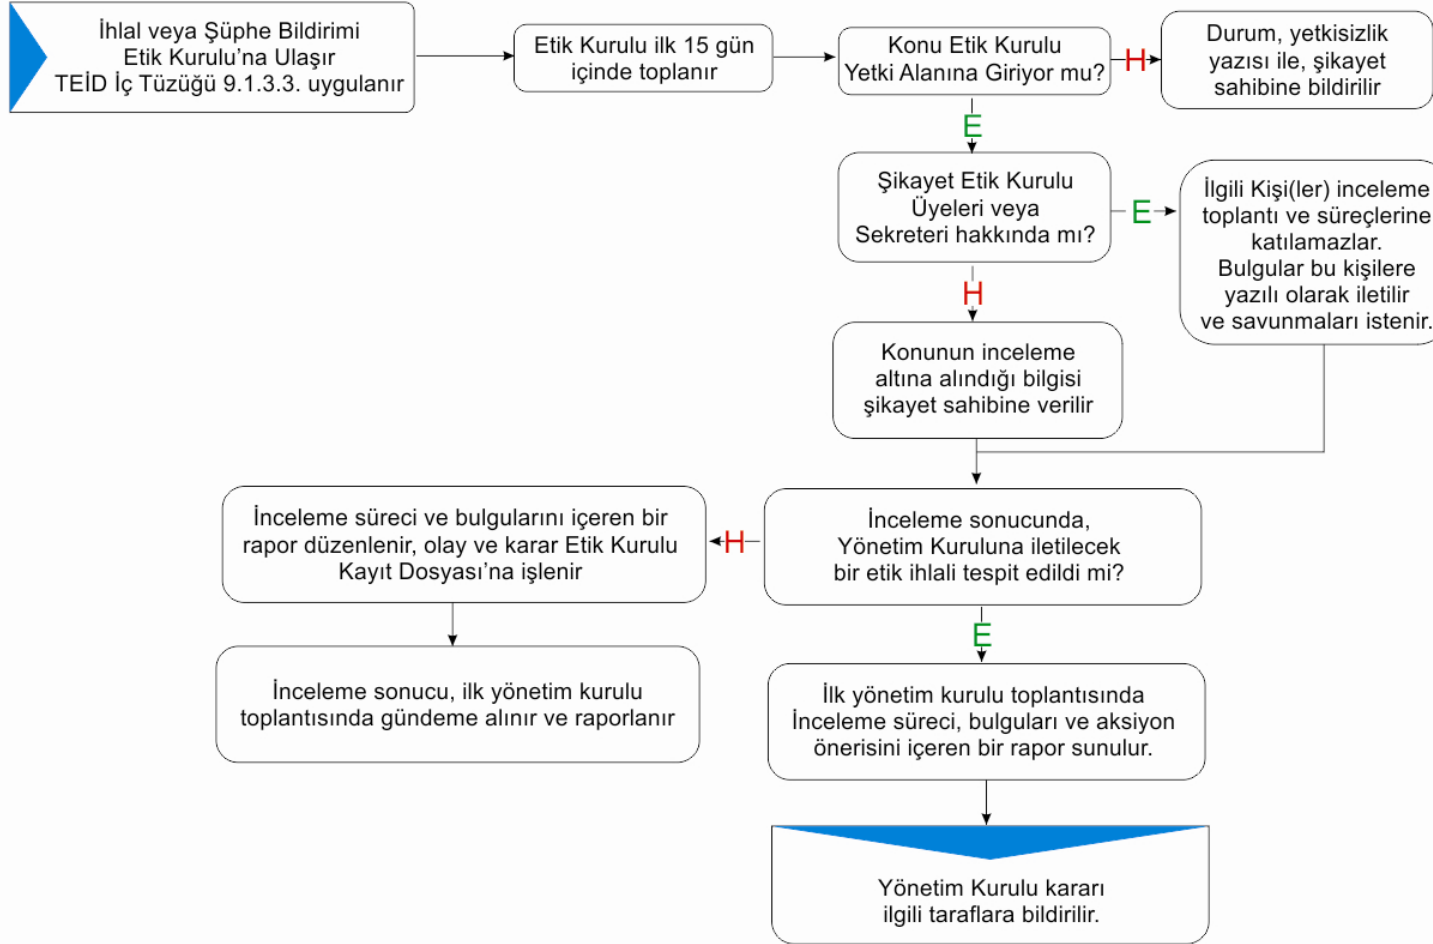 İhlal veya Şüphe Bildirimi
Etik Kurulu'na Ulaşır
TEİD İç Tüzüğü 9.1.3.3. uygulanır
Etik Kurulu ilk 15 gün
içinde toplanır
Konu Etik Kurulu
Yetki Alanına Giriyor mu?
H
Durum, yetkisizlik
yazısı ile, şikayet
sahibine bildirilir
E
Şikayet Etik Kurulu
Üyeleri veya
Sekreteri hakkında mı?
E
İlgili Kişi(ler) inceleme
toplantı ve süreçlerine
katılamazlar.
Bulgular bu kişilere
yazılı olarak iletilir
ve savunmaları istenir.
H
Konunun inceleme
altına alındığı bilgisi
şikayet sahibine verilir
İnceleme sonucunda,
Yönetim Kuruluna iletilecek
bir etik ihlali tespit edildi mi?
H
İnceleme süreci ve bulgularını içeren bir
rapor düzenlenir, olay ve karar Etik Kurulu
Kayıt Dosyası'na işlenir
İnceleme sonucu, ilk yönetim kurulu
toplantısında gündeme alınır ve raporlanır
E
İlk yönetim kurulu toplantısında
İnceleme süreci, bulguları ve aksiyon
önerisini içeren bir rapor sunulur.
Yönetim Kurulu kararı
ilgili taraflara bildirilir.